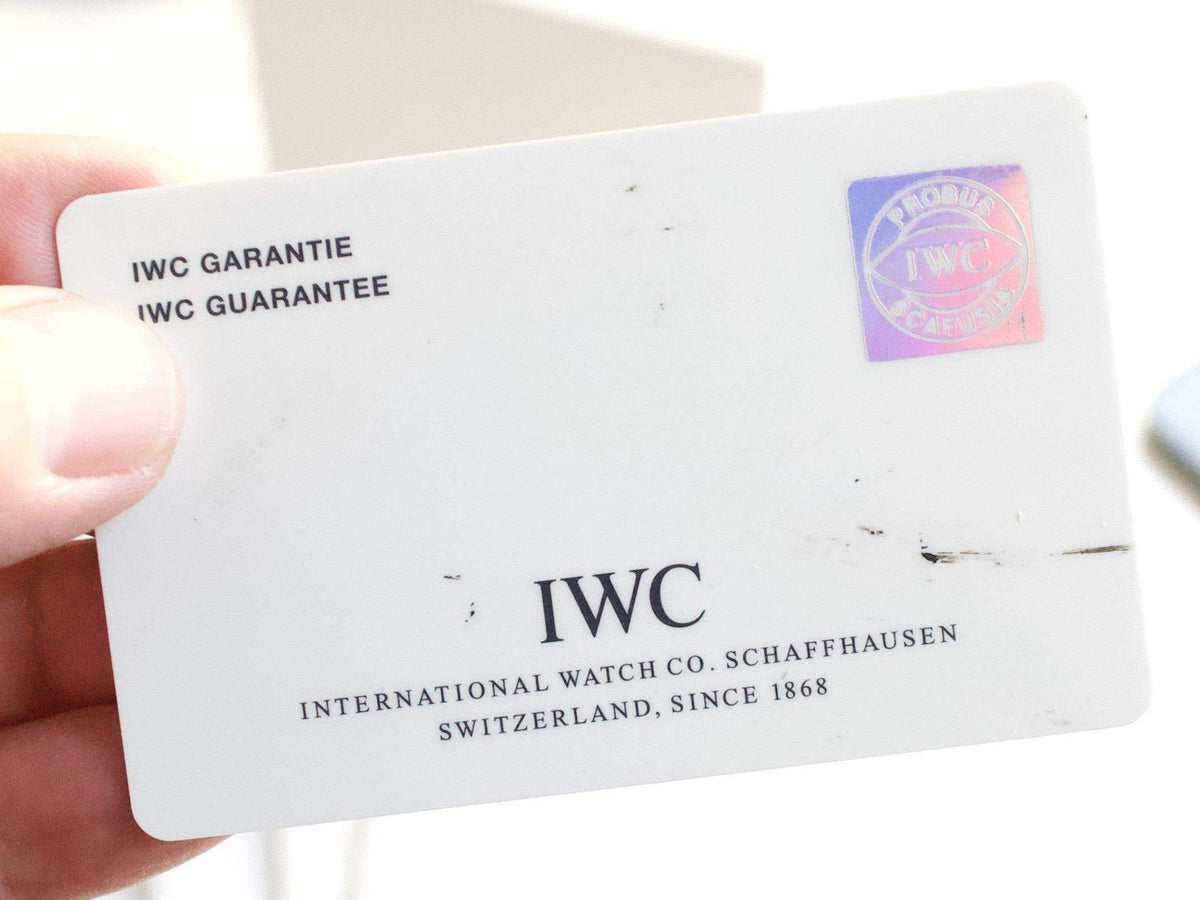 IWC GARANTIE
IWC GUARANTEE
PROBUS
IWC
SCAFUSIA
IWC
INTERNATIONAL WATCH CO. SCHAFFHAUSEN
SWITZERLAND, SINCE 1868